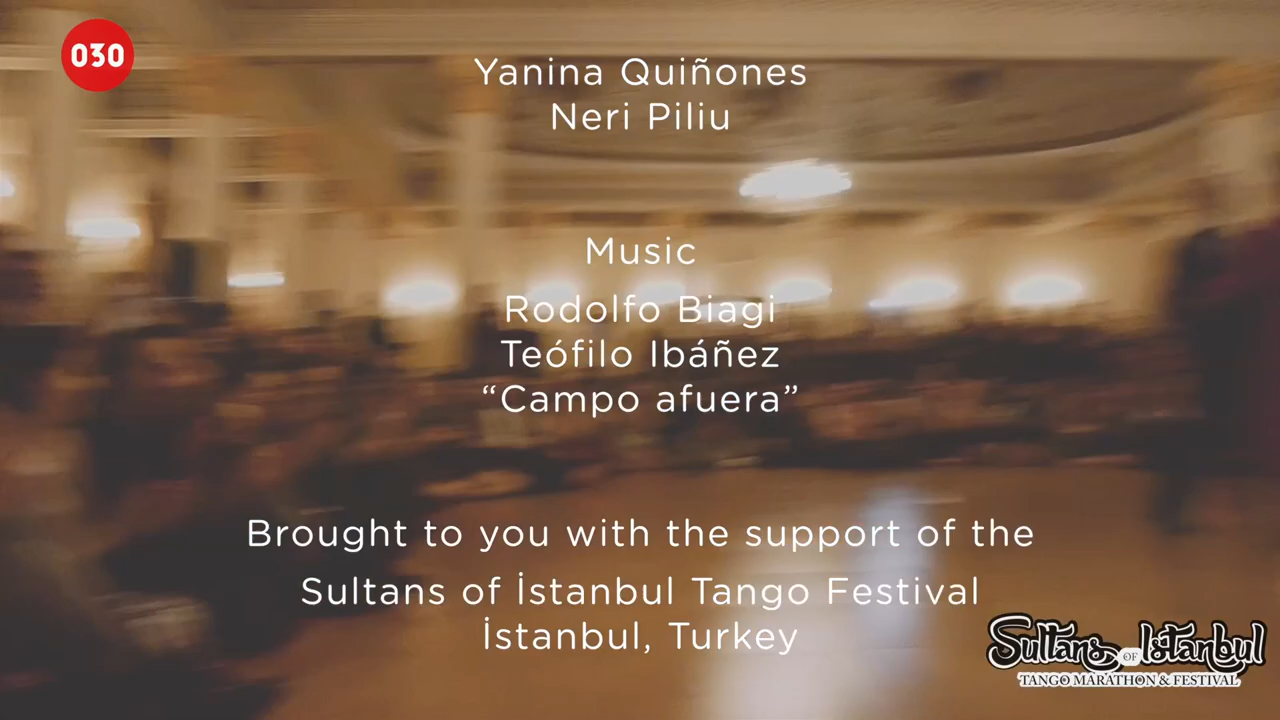 030
Yanina Quiñones
Neri Piliu
Music
Rodolfo Biagi
Teófilo Ibáñez
“Campo afuera”
Brought to you with the support of the
Sultans of İstanbul Tango Festival
İstanbul, Turkey
Sultans OF Istanbul
TANGO MARATHON & FESTIVAL